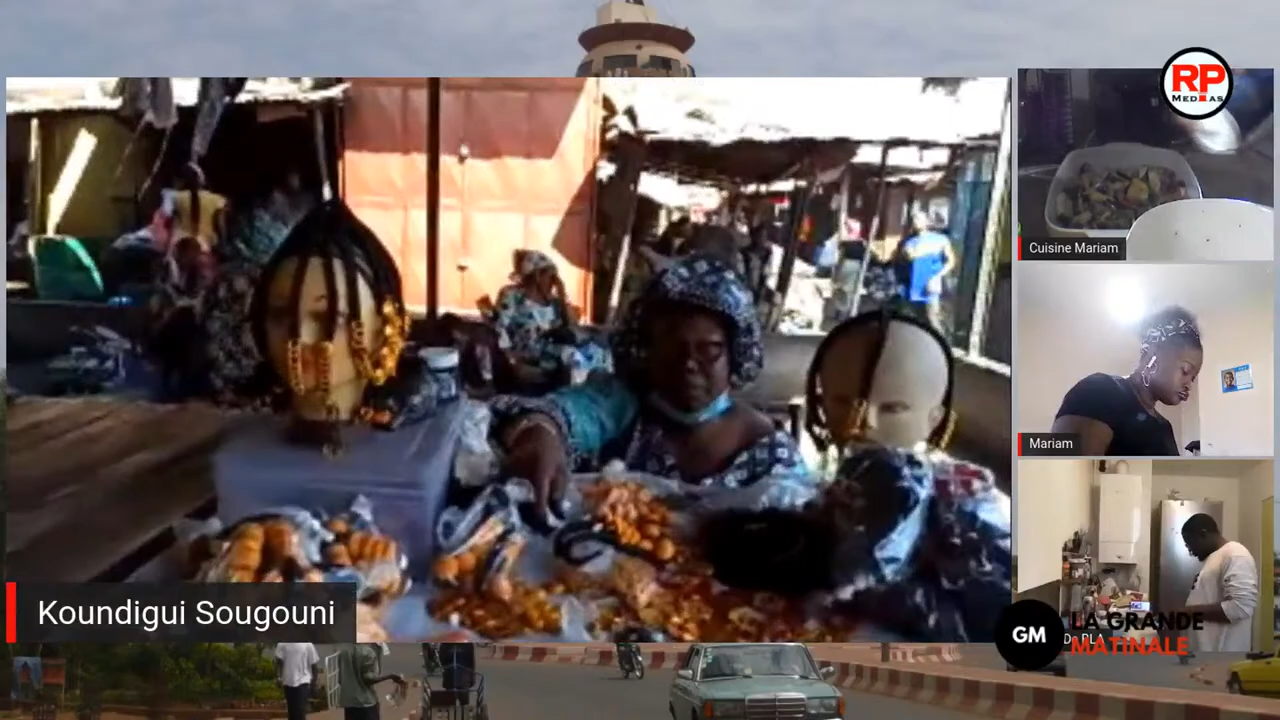 RP
MEDIAS
Cuisine Mariam
Mariam
Koundigui Sougouni
GM
LA GRANDE
MATINALE